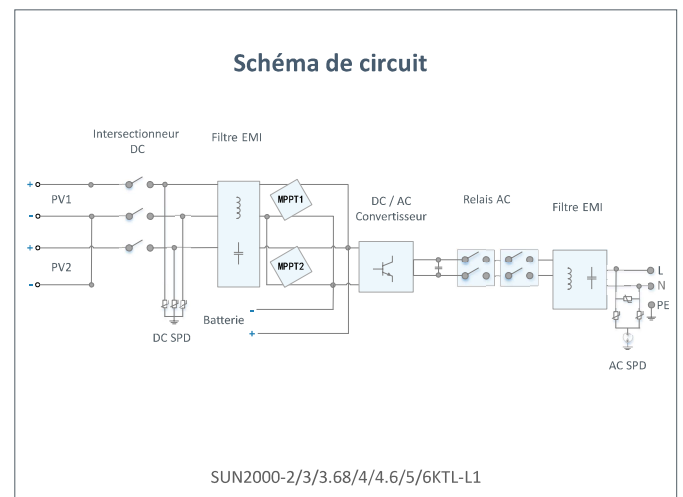 Schéma de circuit
Intersectionneur
DC
Filtre EMI
DC / AC
Convertisseur
Relais AC
Filtre EMI
+
PV1
-
+
PV2
-
MPPT1
MPPT2
Batterie
-
+
DC SPD
L
N
PE
AC SPD
SUN2000-2/3/3.68/4/4.6/5/6KTL-L1